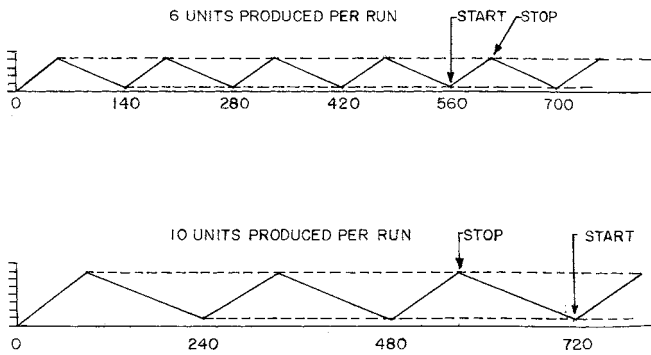 6 UNITS PRODUCED PER RUN START STOP
0 140 280 420 560 700
10 UNITS PRODUCED PER RUN STOP START
0 240 480 720